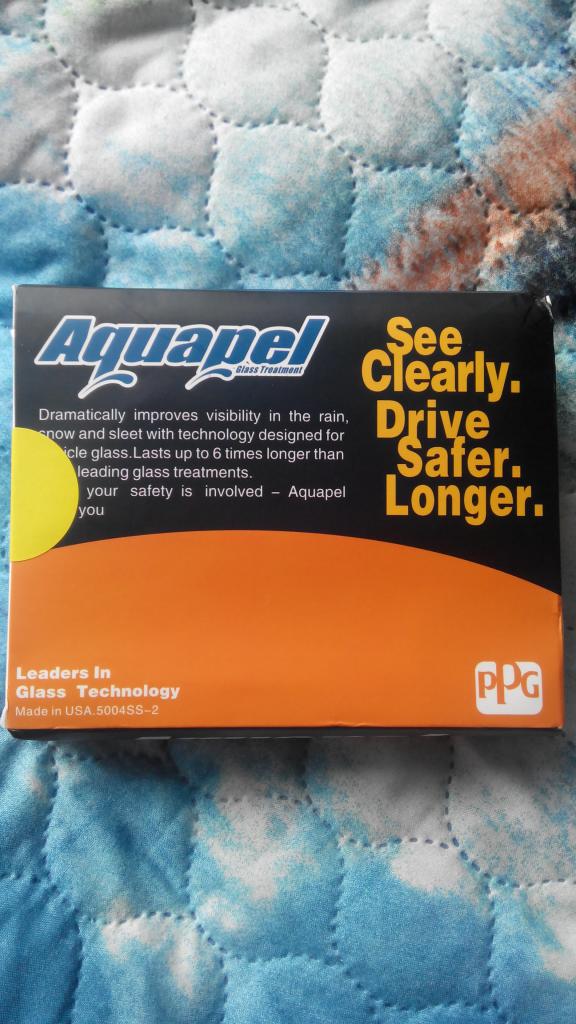 Aquapel
Glass Treatment
Dramatically improves visibility in the rain,
snow and sleet with technology designed for
icle glass.Lasts up to 6 times longer than
leading glass treatments.
your safety is involved – Aquapel
you
See
Clearly.
Drive
Safer.
Longer.
Leaders In
Glass Technology
Made in USA.5004SS–2
PPG